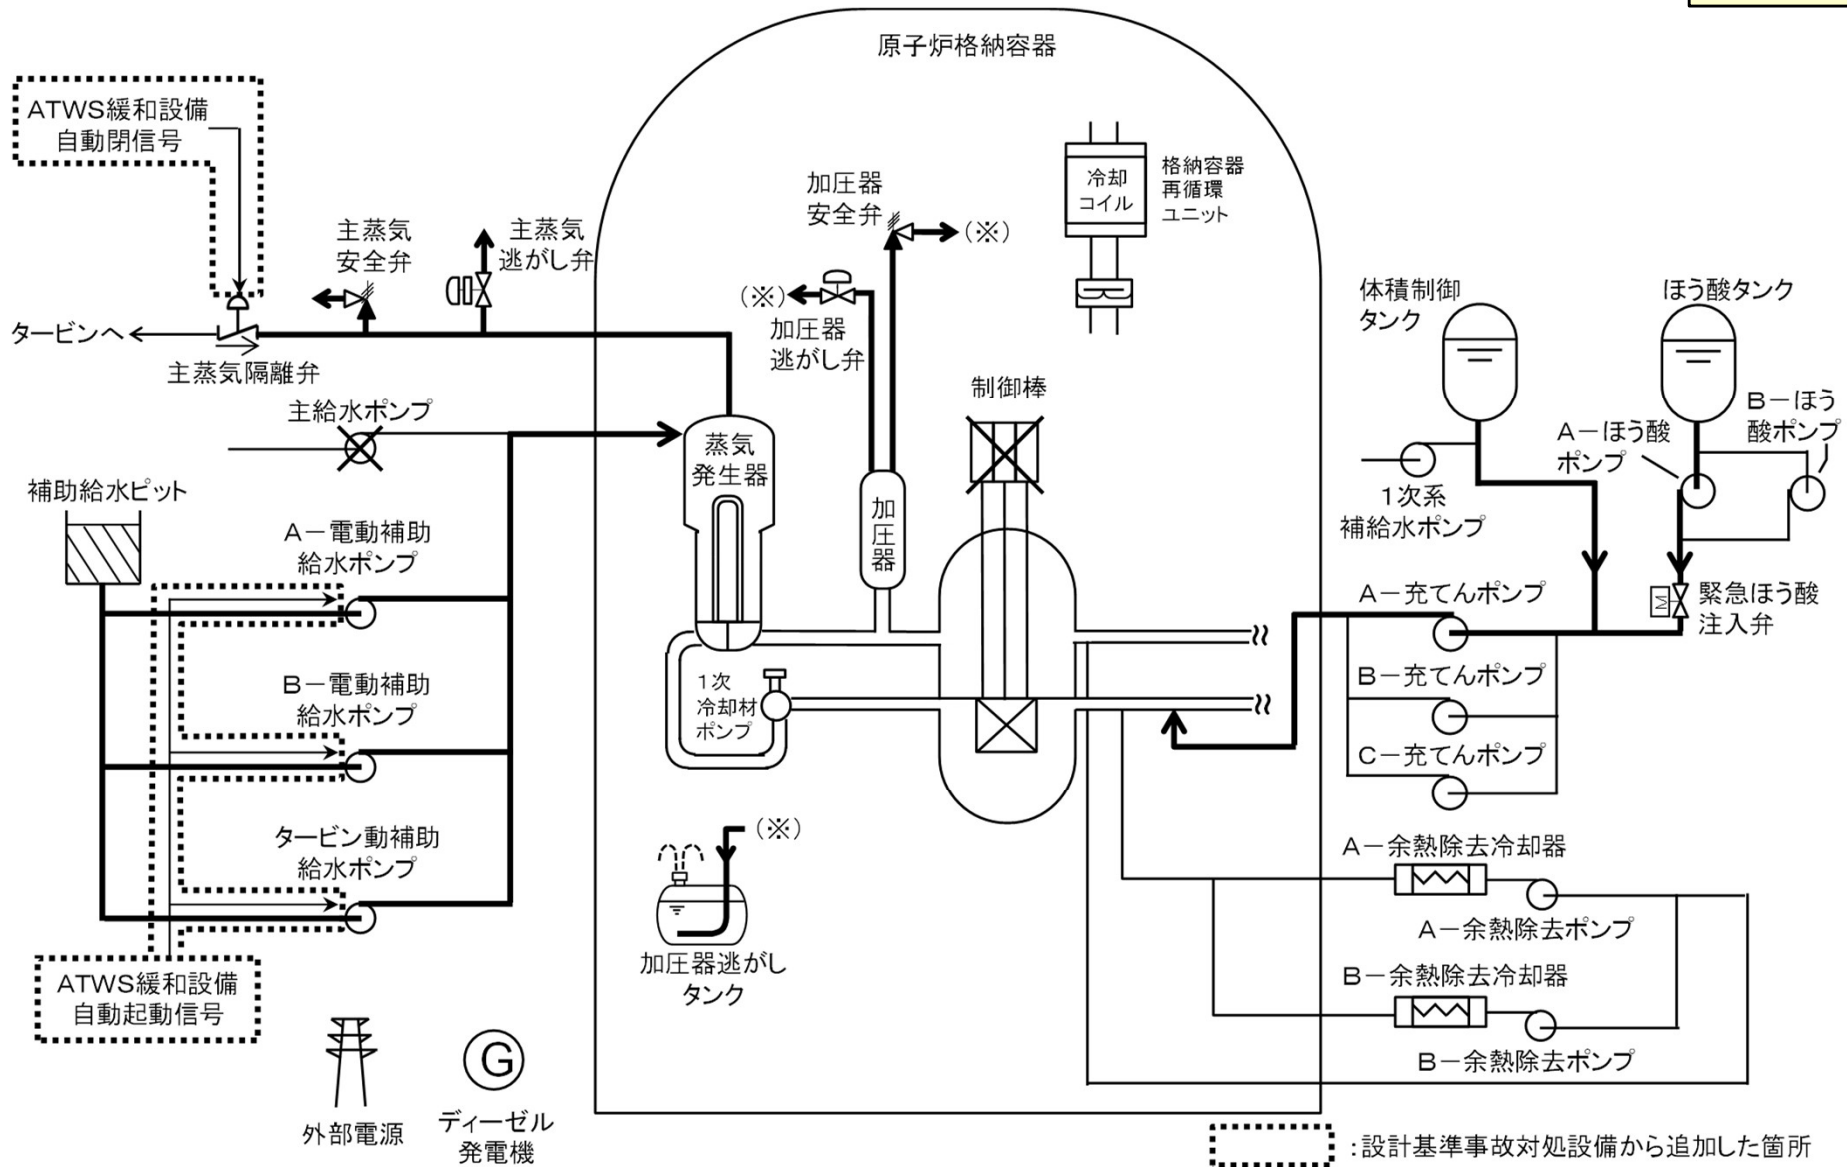 原子炉格納容器
ATWS緩和設備
自動閉信号
主蒸気
安全弁
主蒸気
逃がし弁
タービンへ
主蒸気隔離弁
加圧器
安全弁
(※)
(※)
加圧器
逃がし弁
冷却
コイル
格納容器
再循環
ユニット
体積制御
タンク
ほう酸タンク
主給水ポンプ
蒸気
発生器
加
圧
器
制御棒
A-ほう酸
ポンプ
B-ほう
酸ポンプ
1次系
補給水ポンプ
補助給水ピット
A-電動補助
給水ポンプ
B-電動補助
給水ポンプ
タービン動補助
給水ポンプ
1次
冷却材
ポンプ
A-充てんポンプ
M
緊急ほう酸
注入弁
B-充てんポンプ
C-充てんポンプ
(※)
加圧器逃がし
タンク
A-余熱除去冷却器
A-余熱除去ポンプ
B-余熱除去冷却器
B-余熱除去ポンプ
ATWS緩和設備
自動起動信号
外部電源
G
ディーゼル
発電機
:設計基準事故対処設備から追加した箇所